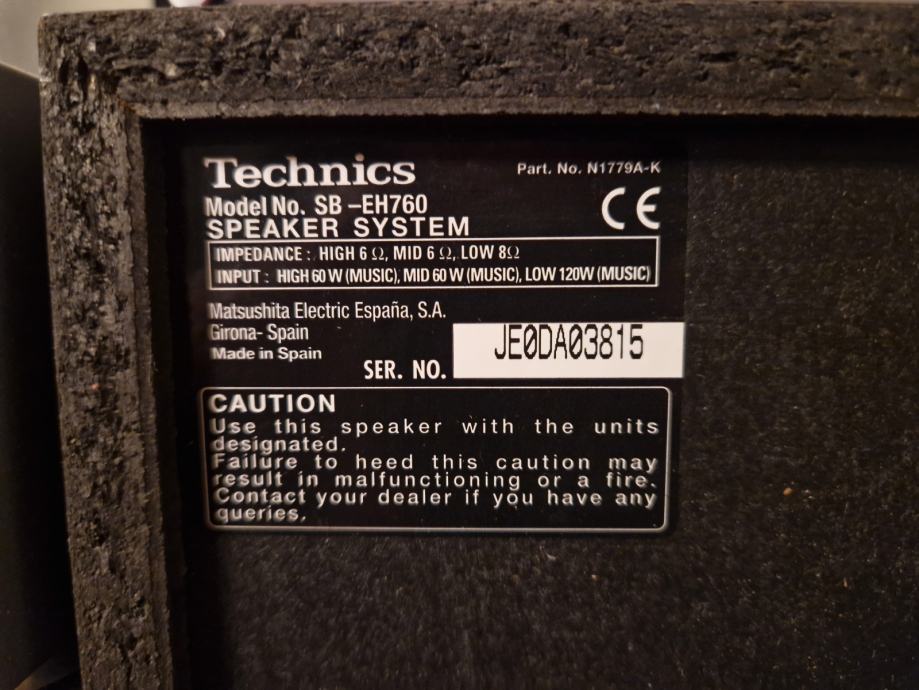 Technics
Part. No. N1779A-K
Model No. SB-EH760
CE
SPEAKER SYSTEM
IMPEDANCE : HIGH 6 Ω, MID 6 Ω, LOW 8Ω
INPUT : HIGH 60 W (MUSIC), MID 60 W (MUSIC), LOW 120W (MUSIC)
Matsushita Electric España, S.A.
Girona- Spain
Made in Spain
SER. NO. JE0DA03815
CAUTION
Use this speaker with the units
designated.
Failure to heed this caution may
result in malfunctioning or a fire.
Contact your dealer if you have any
queries.